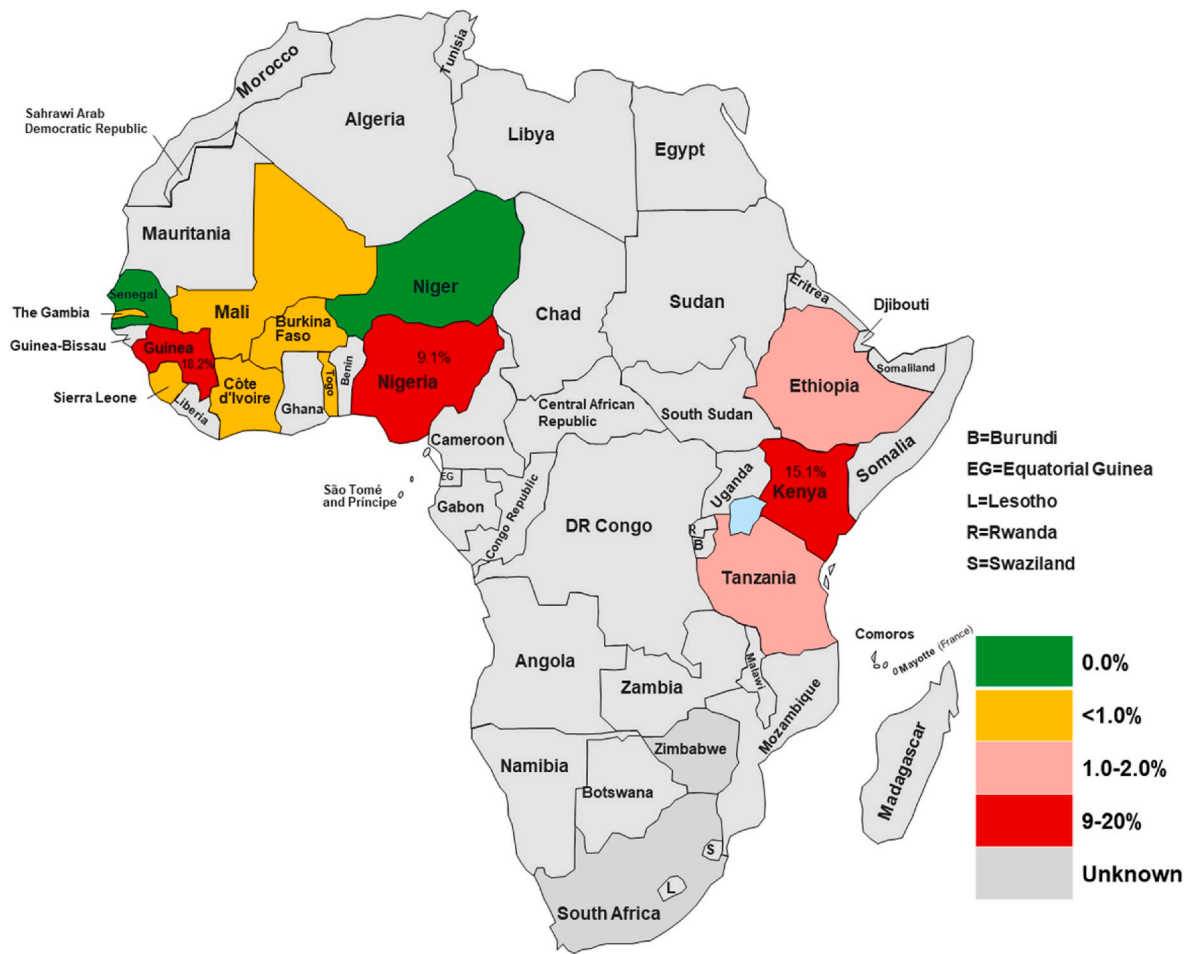 Morocco
Tunisia
Sahrawi Arab
Democratic Republic
Algeria
Libya
Egypt
Mauritania
Senegal
Mali
Niger
Chad
Sudan
Eritrea
Djibouti
The Gambia
Burkina
Faso
Guinea-Bissau
Guinea
18.2%
9.1%
Nigeria
Benin
Togo
Côte
d'Ivoire
Ghana
Sierra Leone
Liberia
Ethiopia
Somaliland
Central African
Republic
South Sudan
Cameroon
Somalia
15.1%
Kenya
Uganda
EG
São Tomé
and Príncipe
Gabon
Congo Republic
DR Congo
R
B
Tanzania
B=Burundi
EG=Equatorial Guinea
L=Lesotho
R=Rwanda
S=Swaziland
Comoros
Mayotte (France)
Angola
Zambia
Malawi
Mozambique
Madagascar
Zimbabwe
Namibia
Botswana
S
L
South Africa
0.0%
<1.0%
1.0-2.0%
9-20%
Unknown